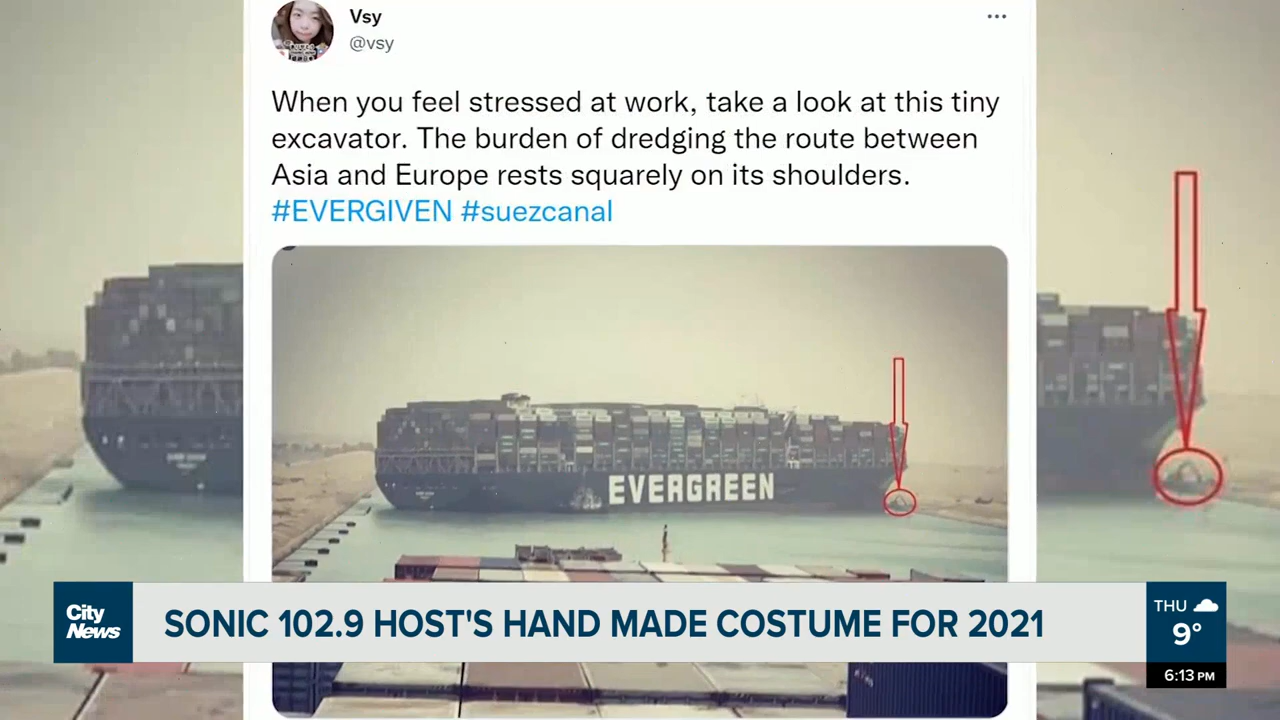 Vsy
@vsy
When you feel stressed at work, take a look at this tiny
excavator. The burden of dredging the route between
Asia and Europe rests squarely on its shoulders.
#EVERGIVEN #suezcanal
EVERGREEN
City
News
SONIC 102.9 HOST'S HAND MADE COSTUME FOR 2021
THU
9°
6:13 PM